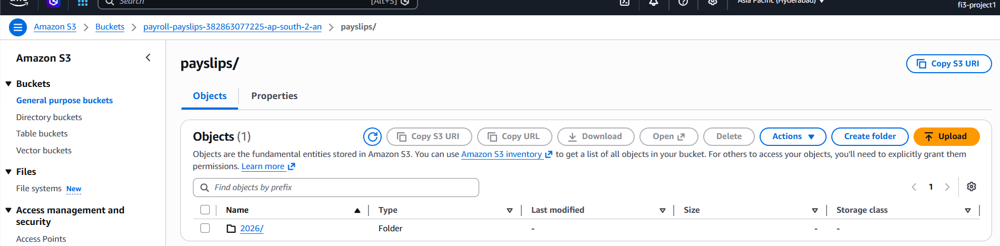 aws
Search
[Alt+S]
Asia Pacific (Hyderabad)
fi3-project1
Amazon S3
Buckets
payroll-payslips-382863077225-ap-south-2-an
payslips/
Amazon S3
Buckets
General purpose buckets
Directory buckets
Table buckets
Vector buckets
Files
File systems New
Access management and
security
Access Points
payslips/
Copy S3 URI
Objects
Properties
Objects (1)
Copy S3 URI
Copy URL
Download
Open
Delete
Actions
Create folder
Upload
Objects are the fundamental entities stored in Amazon S3. You can use Amazon S3 inventory to get a list of all objects in your bucket. For others to access your objects, you'll need to explicitly grant them
permissions. Learn more
Find objects by prefix
1
Name
Type
Last modified
Size
Storage class
2026/
Folder
-
-
-